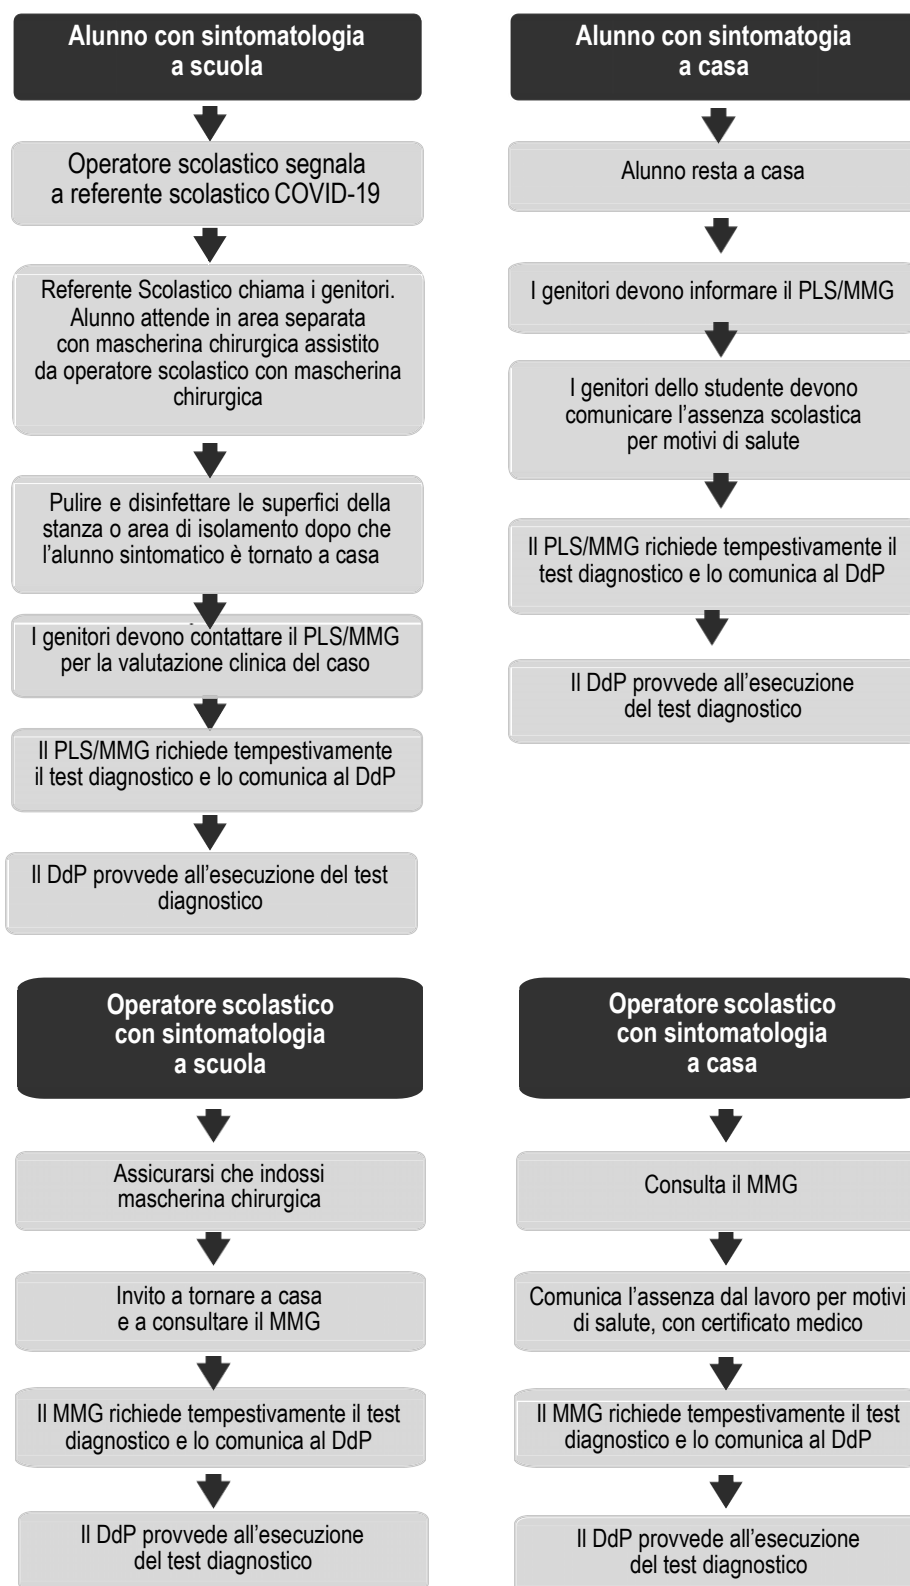 Alunno con sintomatologia
a scuola
Operatore scolastico segnala
a referente scolastico COVID-19
Referente Scolastico chiama i genitori.
Alunno attende in area separata
con mascherina chirurgica assistito
da operatore scolastico con mascherina
chirurgica
Pulire e disinfettare le superfici della
stanza o area di isolamento dopo che
l'alunno sintomatico è tornato a casa
I genitori devono contattare il PLS/MMG
per la valutazione clinica del caso
Il PLS/MMG richiede tempestivamente
il test diagnostico e lo comunica al DdP
Il DdP provvede all'esecuzione del test
diagnostico
Alunno con sintomatogia
a casa
Alunno resta a casa
I genitori devono informare il PLS/MMG
I genitori dello studente devono
comunicare l'assenza scolastica
per motivi di salute
Il PLS/MMG richiede tempestivamente il
test diagnostico e lo comunica al DdP
Il DdP provvede all'esecuzione
del test diagnostico
Operatore scolastico
con sintomatologia
a scuola
Assicurarsi che indossi
mascherina chirurgica
Invito a tornare a casa
e a consultare il MMG
Il MMG richiede tempestivamente il test
diagnostico e lo comunica al DdP
Il DdP provvede all'esecuzione
del test diagnostico
Operatore scolastico
con sintomatologia
a casa
Consulta il MMG
Comunica l'assenza dal lavoro per motivi
di salute, con certificato medico
Il MMG richiede tempestivamente il test
diagnostico e lo comunica al DdP
Il DdP provvede all'esecuzione
del test diagnostico